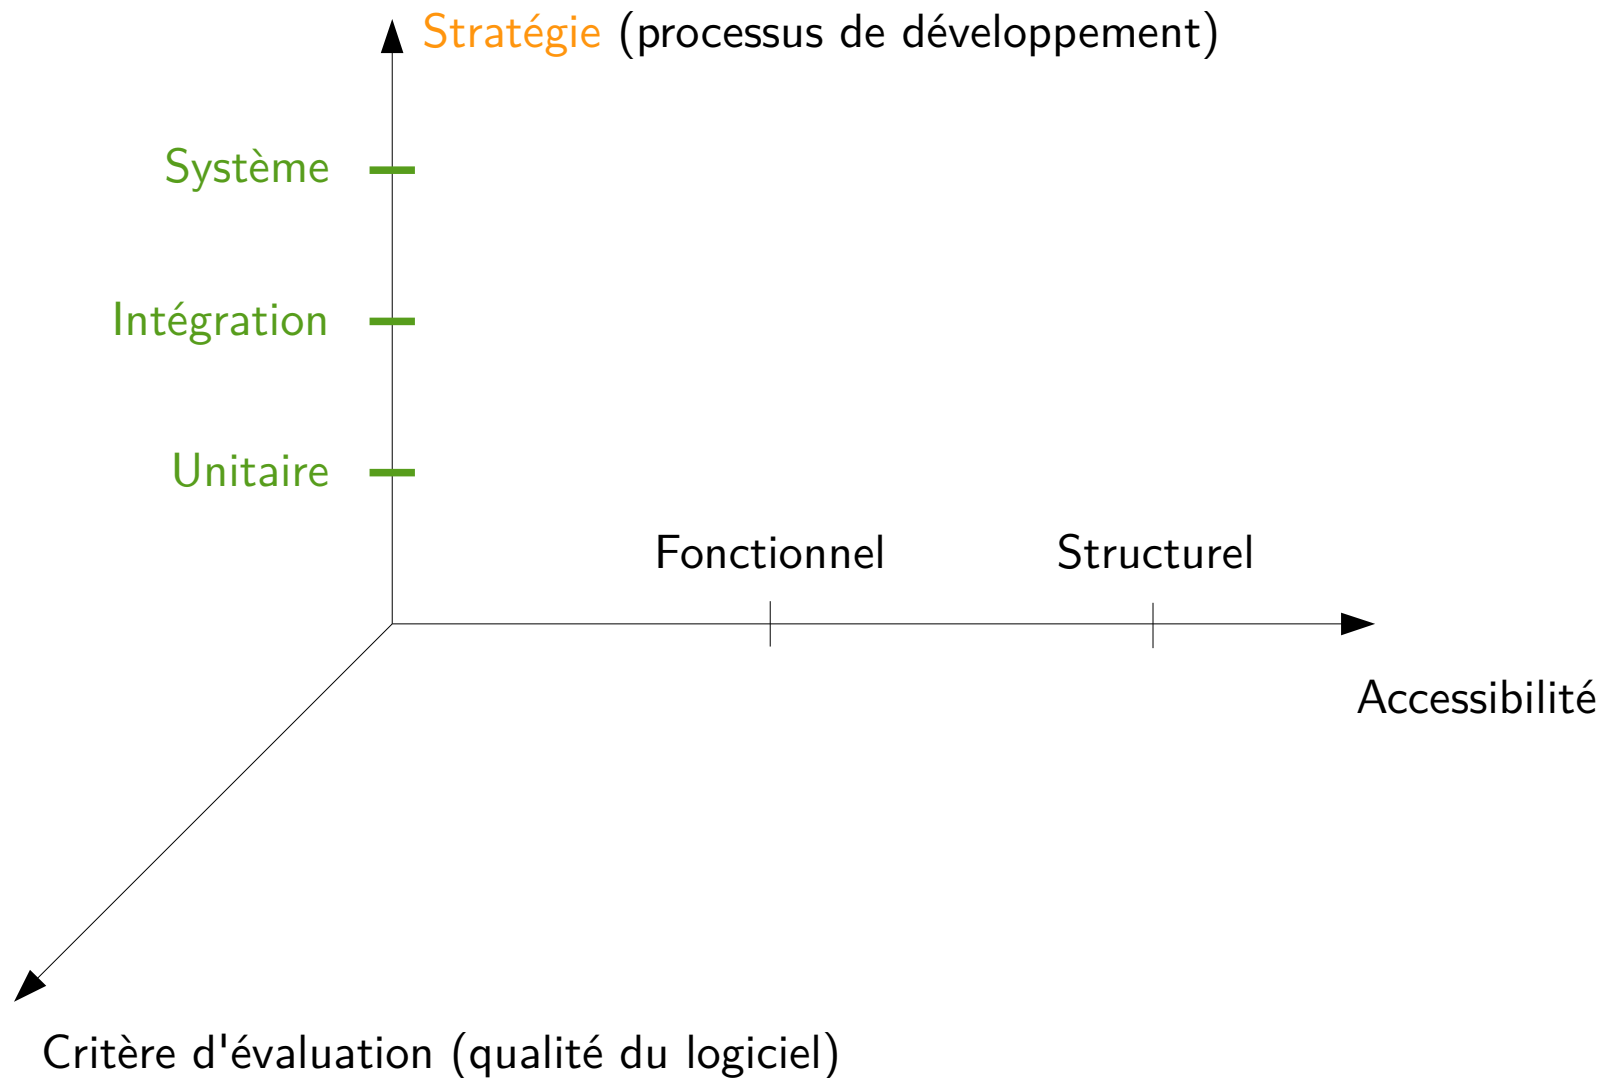 Stratégie (processus de développement)
Système
Intégration
Unitaire
Fonctionnel
Structurel
Accessibilité
Critère d'évaluation (qualité du logiciel)